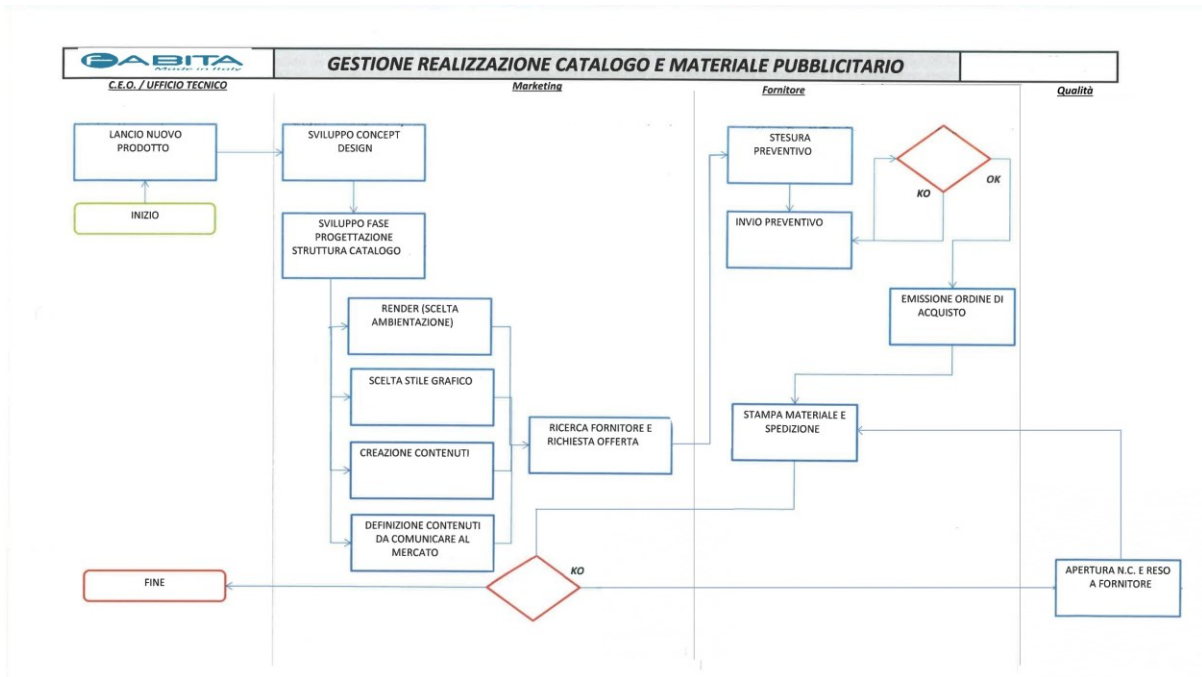 FABITA
Made in Italy
GESTIONE REALIZZAZIONE CATALOGO E MATERIALE PUBBLICITARIO
C.E.O. / UFFICIO TECNICO
Marketing
Fornitore
Qualità
LANCIO NUOVO
PRODOTTO
INIZIO
SVILUPPO CONCEPT
DESIGN
SVILUPPO FASE
PROGETTAZIONE
STRUTTURA CATALOGO
RENDER (SCELTA
AMBIENTAZIONE)
SCELTA STILE GRAFICO
CREAZIONE CONTENUTI
DEFINIZIONE CONTENUTI
DA COMUNICARE AL
MERCATO
RICERCA FORNITORE E
RICHIESTA OFFERTA
STESURA
PREVENTIVO
INVIO PREVENTIVO
KO
OK
EMISSIONE ORDINE DI
ACQUISTO
STAMPA MATERIALE E
SPEDIZIONE
KO
APERTURA N.C. E RESO
A FORNITORE
FINE